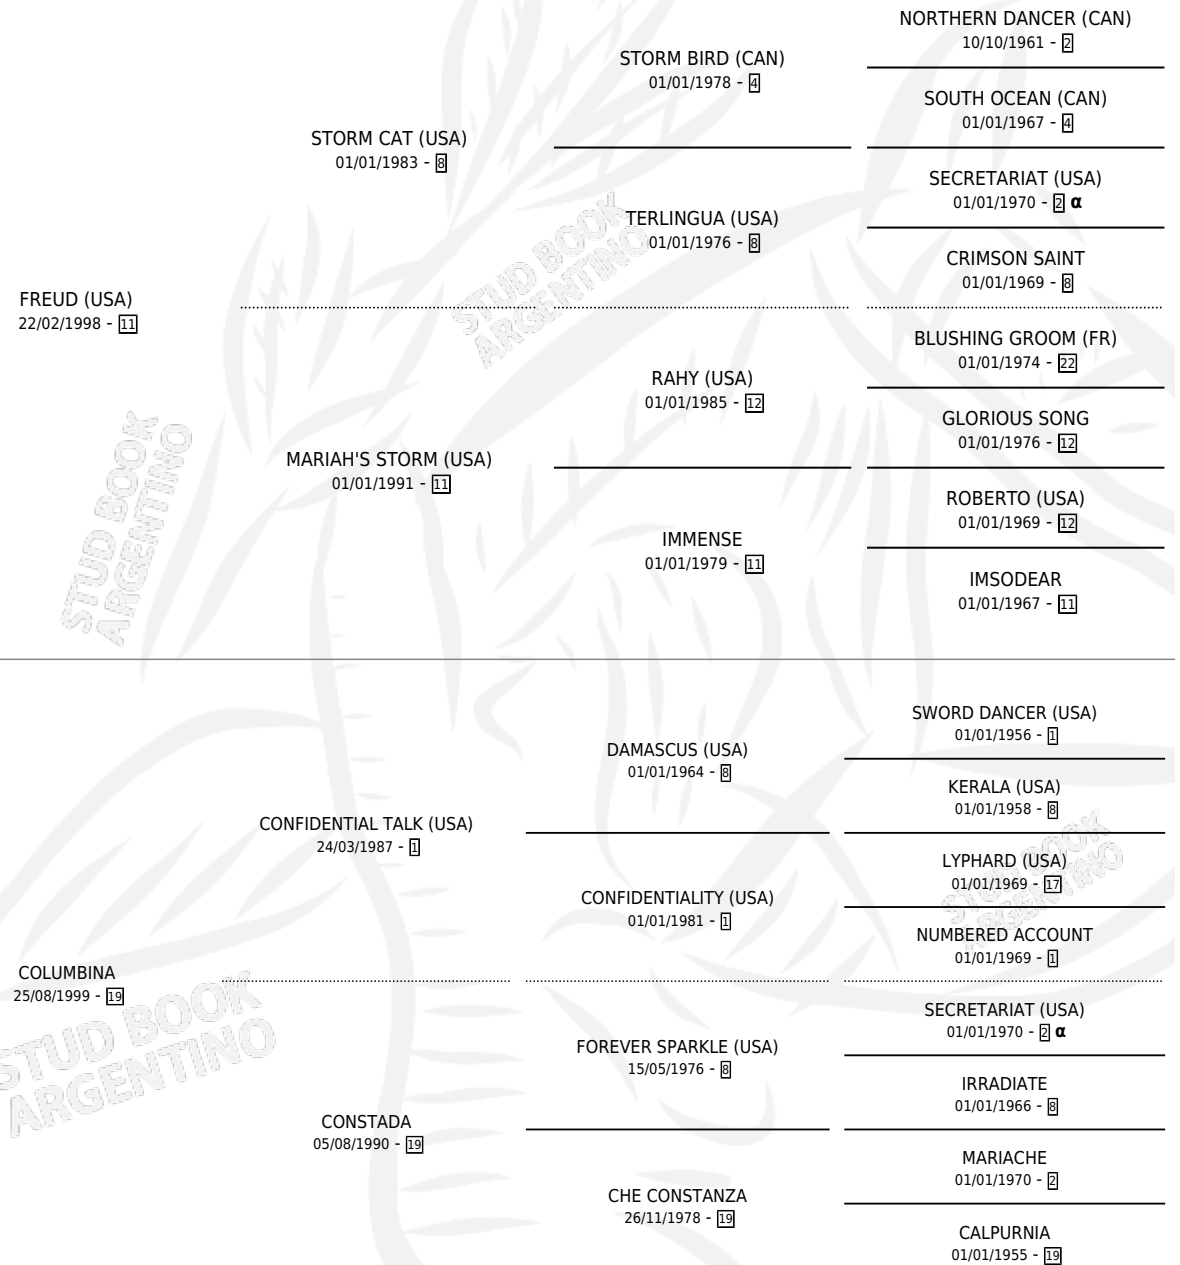 NORTHERN DANCER (CAN)
10/10/1961 - 2
STORM BIRD (CAN)
01/01/1978 - 4
SOUTH OCEAN (CAN)
01/01/1967 - 4
STORM CAT (USA)
01/01/1983 - 8
SECRETARIAT (USA)
01/01/1970 - 2 α
TERLINGUA (USA)
01/01/1976 - 8
CRIMSON SAINT
01/01/1969 - 8
FREUD (USA)
22/02/1998 - 11
BLUSHING GROOM (FR)
01/01/1974 - 22
RAHY (USA)
01/01/1985 - 12
GLORIOUS SONG
01/01/1976 - 12
MARIAH'S STORM (USA)
01/01/1991 - 11
ROBERTO (USA)
01/01/1969 - 12
IMMENSE
01/01/1979 - 11
IMSODEAR
01/01/1967 - 11
SWORD DANCER (USA)
01/01/1956 - 1
DAMASCUS (USA)
01/01/1964 - 8
KERALA (USA)
01/01/1958 - 8
CONFIDENTIAL TALK (USA)
24/03/1987 - 1
LYPHARD (USA)
01/01/1969 - 17
CONFIDENTIALITY (USA)
01/01/1981 - 1
NUMBERED ACCOUNT
01/01/1969 - 1
COLUMBINA
25/08/1999 - 19
SECRETARIAT (USA)
01/01/1970 - 2 α
FOREVER SPARKLE (USA)
15/05/1976 - 8
IRRADIATE
01/01/1966 - 8
CONSTADA
05/08/1990 - 19
MARIACHE
01/01/1970 - 2
CHE CONSTANZA
26/11/1978 - 19
CALPURNIA
01/01/1955 - 19
STUD BOOK
ARGENTINO
STUD BOOK
ARGENTINO
STUD BOOK
ARGENTINO
STUD BOOK
ARGENTINO